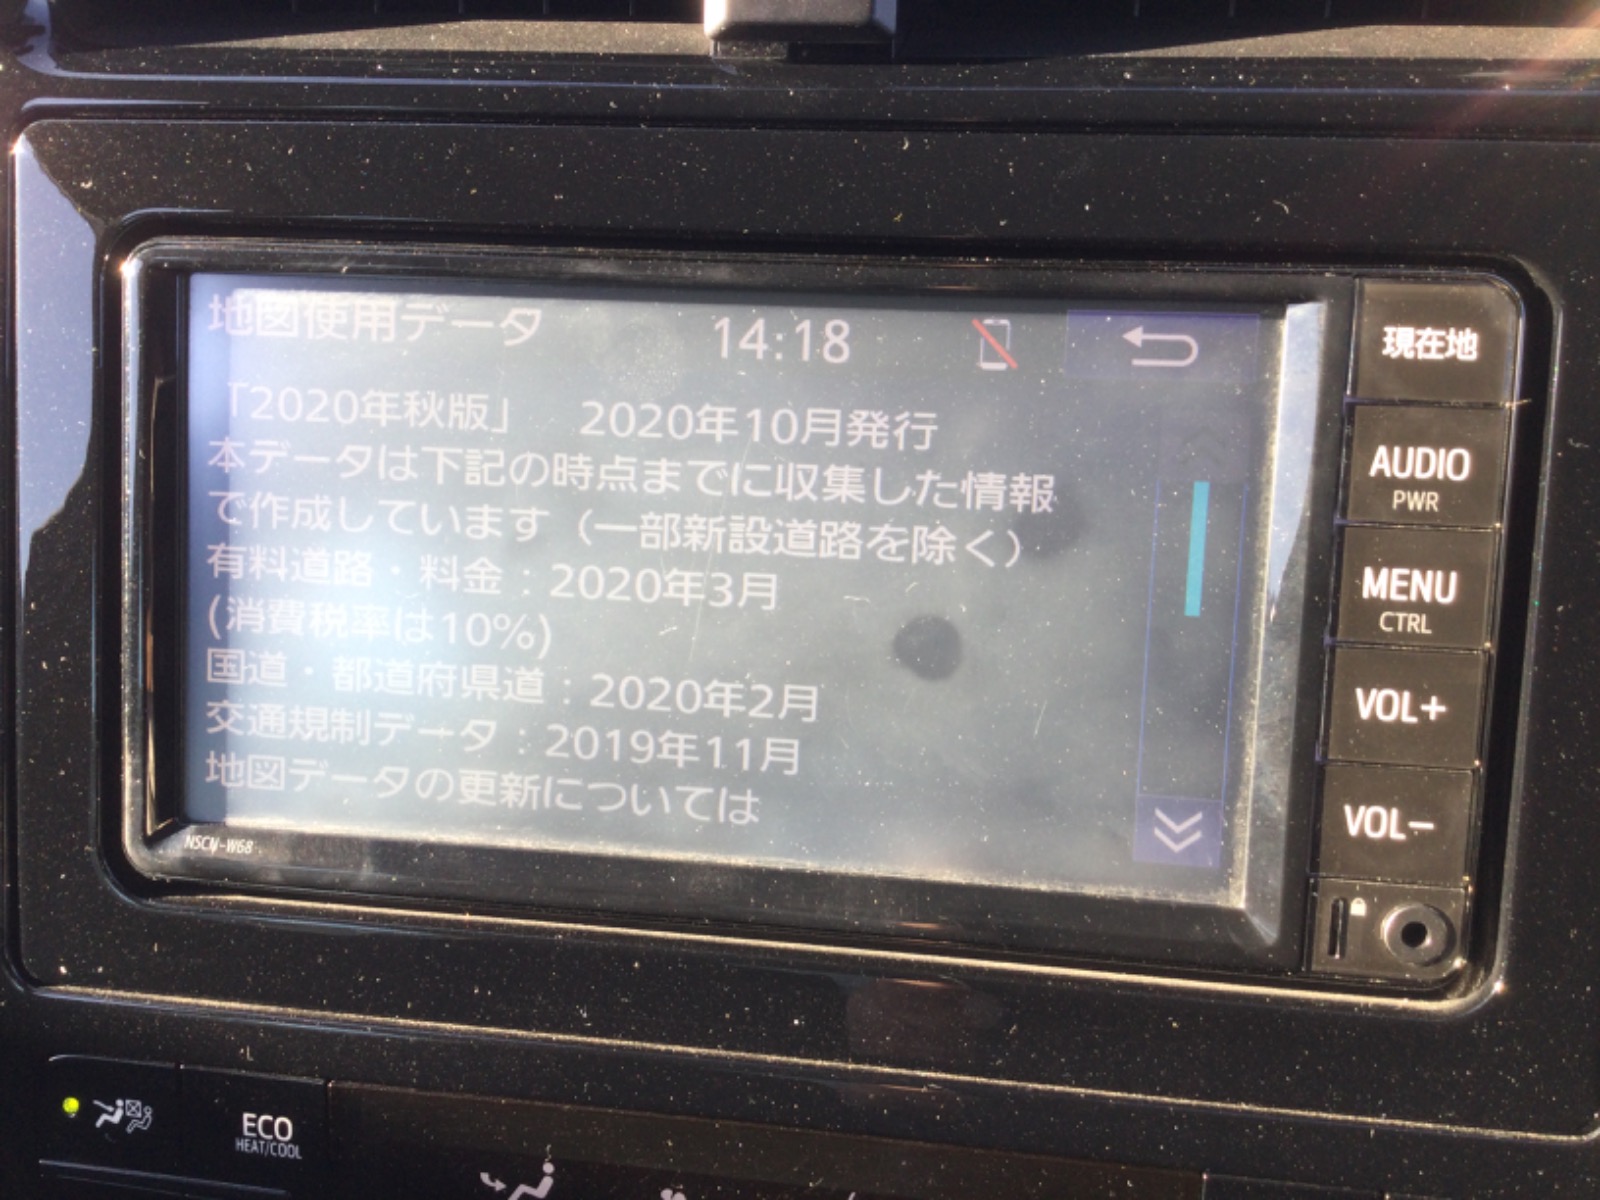 地図使用データ 14:18
「2020年秋版」 2020年10月発行
本データは下記の時点までに収集した情報
で作成しています（一部新設道路を除く）
有料道路・料金：2020年3月
(消費税率は10%)
国道・都道府県道：2020年2月
交通規制データ：2019年11月
地図データの更新については
NSCN-W68
現在地
AUDIO
PWR
MENU
CTRL
VOL+
VOL−
ECO
HEAT/COOL